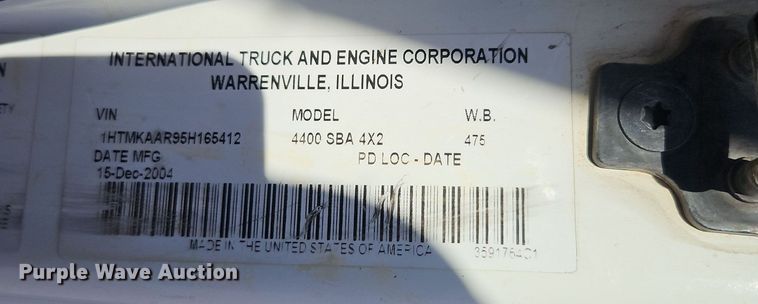 INTERNATIONAL TRUCK AND ENGINE CORPORATION
WARRENVILLE, ILLINOIS
VIN MODEL W.B.
1HTMKAAR95H165412 4400 SBA 4X2 475
DATE MFG PD LOC - DATE
15-Dec-2004
MADE IN THE UNITED STATES OF AMERICA 3591764C1
Purple Wave Auction